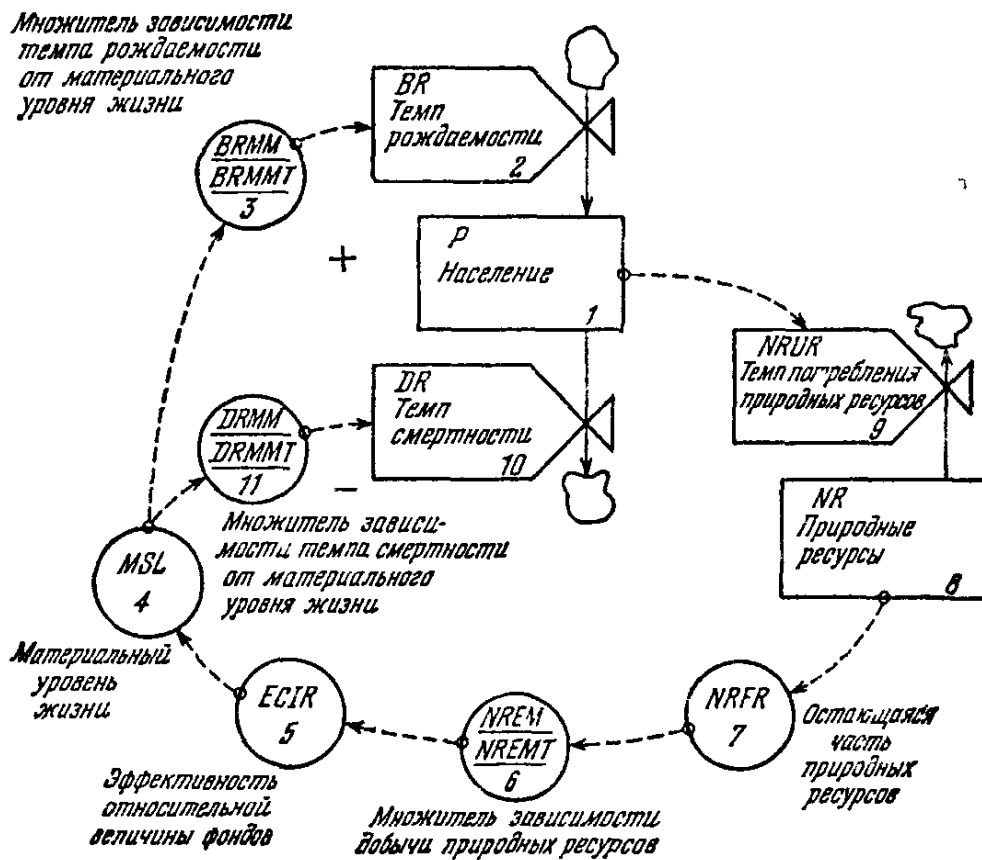 Множитель зависимости
темпа рождаемости
от материального
уровня жизни
BR
Темп
рождаемости
2
BRMM
BRMMT
3
+
P
Население
1
NRUR
Темп потребления
природных ресурсов
9
DR
Темп
смертности
10
DRMM
DRMMT
11
−
NR
Природные
ресурсы
8
Множитель зависи-
мости темпа смертности
от материального
уровня жизни
MSL
4
Материальный
уровень
жизни
ECIR
5
NREM
NREMT
6
NRFR
7
Остающаяся
часть
природных
ресурсов
Эффективность
относительной
величины фондов
Множитель зависимости
добычи природных ресурсов